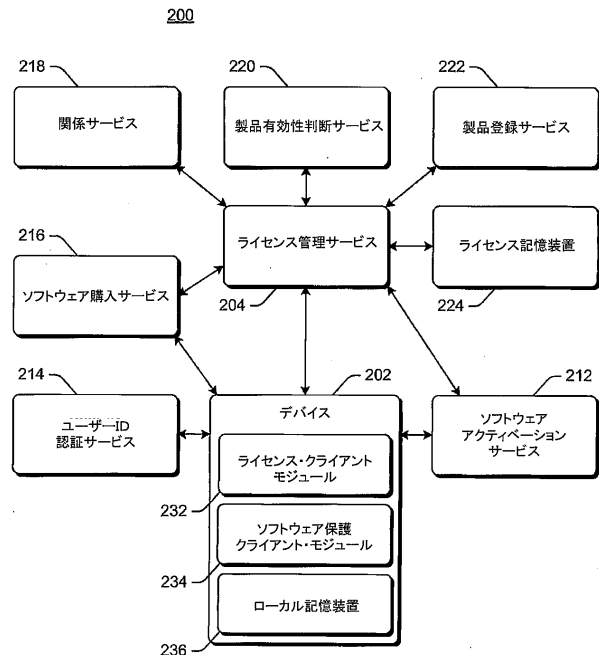 200
218
220
222
関係サービス
製品有効性判断サービス
製品登録サービス
216
ライセンス管理サービス
ライセンス記憶装置
ソフトウェア購入サービス
204
224
214
202
212
ユーザーID
認証サービス
デバイス
ソフトウェア
アクティベーション
サービス
ライセンス・クライアント
モジュール
232
ソフトウェア保護
クライアント・モジュール
234
ローカル記憶装置
236